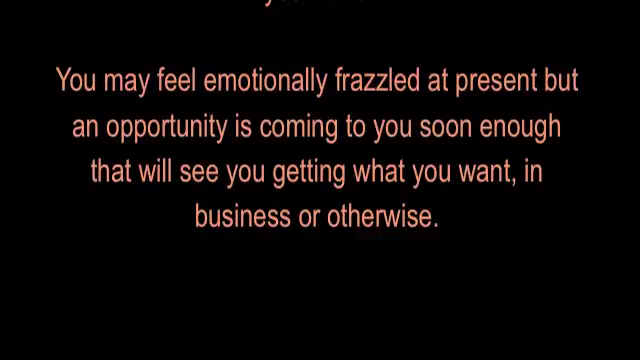 You may feel emotionally frazzled at present but
an opportunity is coming to you soon enough
that will see you getting what you want, in
business or otherwise.